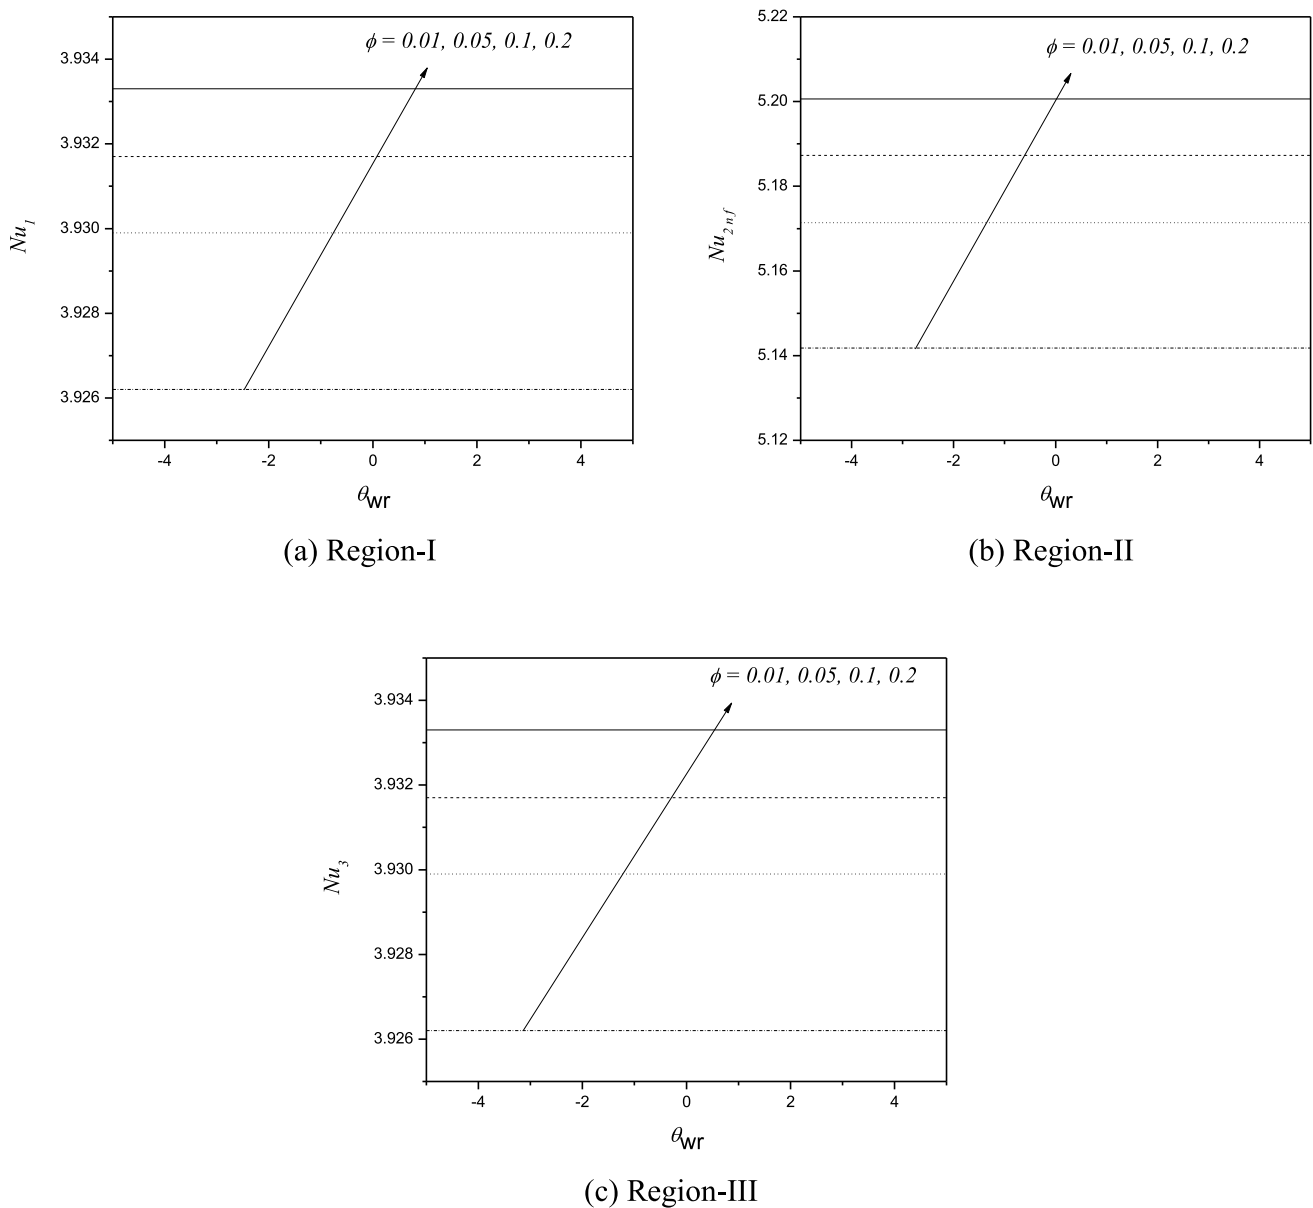 ϕ = 0.01, 0.05, 0.1, 0.2
3.934
3.932
3.930
3.928
3.926
Nu1
-4 -2 0 2 4
θwr
(a) Region-I
ϕ = 0.01, 0.05, 0.1, 0.2
5.22
5.20
5.18
5.16
5.14
5.12
Nu2nf
-4 -2 0 2 4
θwr
(b) Region-II
ϕ = 0.01, 0.05, 0.1, 0.2
3.934
3.932
3.930
3.928
3.926
Nu3
-4 -2 0 2 4
θwr
(c) Region-III